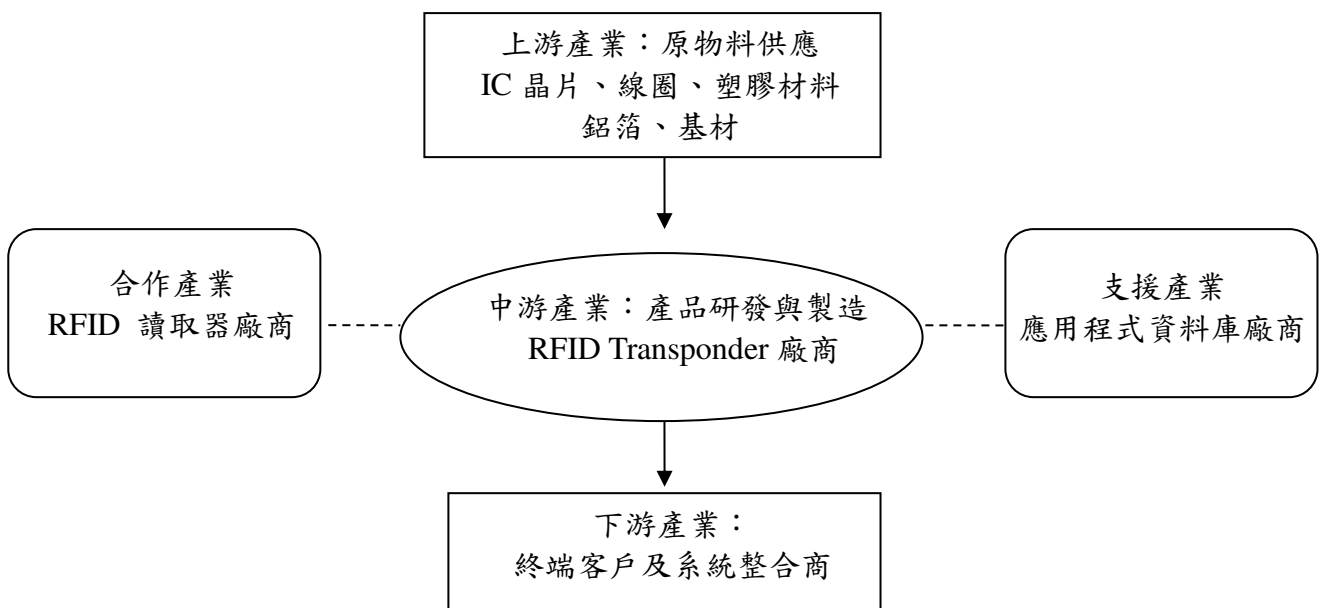 上游產業：原物料供應
IC 晶片、線圈、塑膠材料
鋁箔、基材
合作產業
RFID 讀取器廠商
中游產業：產品研發與製造
RFID Transponder 廠商
支援產業
應用程式資料庫廠商
下游產業：
終端客戶及系統整合商